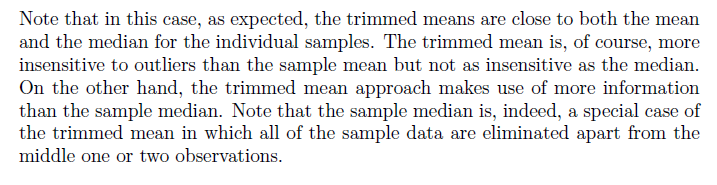 Note that in this case, as expected, the trimmed means are close to both the mean
and the median for the individual samples. The trimmed mean is, of course, more
insensitive to outliers than the sample mean but not as insensitive as the median.
On the other hand, the trimmed mean approach makes use of more information
than the sample median. Note that the sample median is, indeed, a special case of
the trimmed mean in which all of the sample data are eliminated apart from the
middle one or two observations.